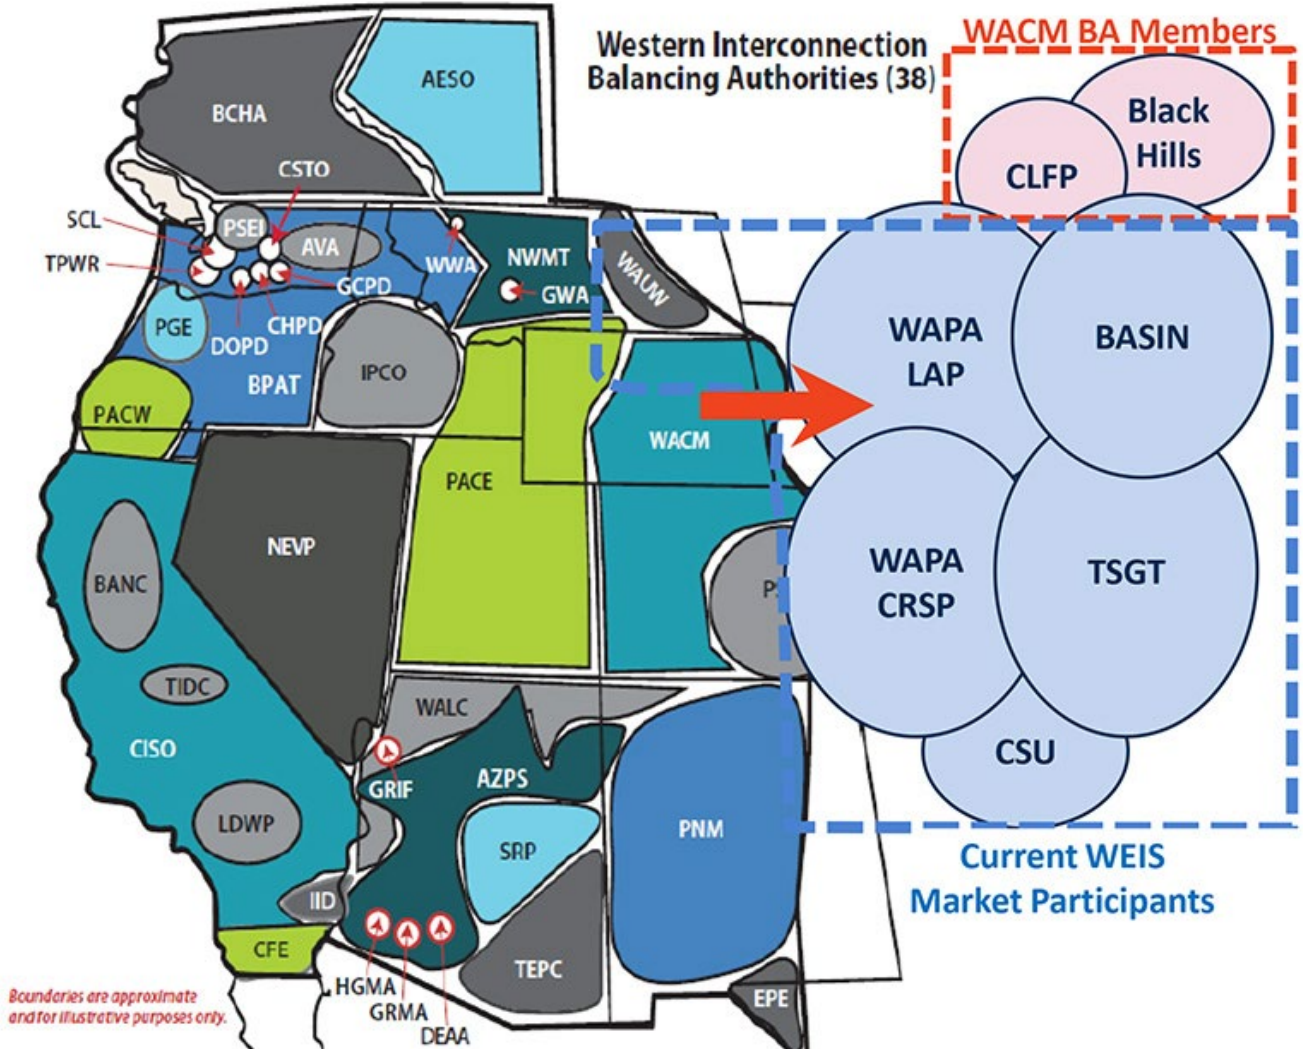 Western Interconnection
Balancing Authorities (38)
WACM BA Members
Black
Hills
CLFP
BCHA
AESO
CSTO
SCL
PSEI
AVA
TPWR
WWA
NWMT
WAUW
GCPD
GWA
PGE
CHPD
DOPD
BPAT
IPCO
PACW
WACM
WAPA
LAP
BASIN
PACE
NEVP
BANC
WAPA
CRSP
TSGT
TIDC
WALC
CISO
CSU
GRIF
AZPS
LDWP
SRP
PNM
Current WEIS
Market Participants
IID
CFE
TEPC
HGMA
GRMA
DEAA
EPE
Boundaries are approximate
and for illustrative purposes only.